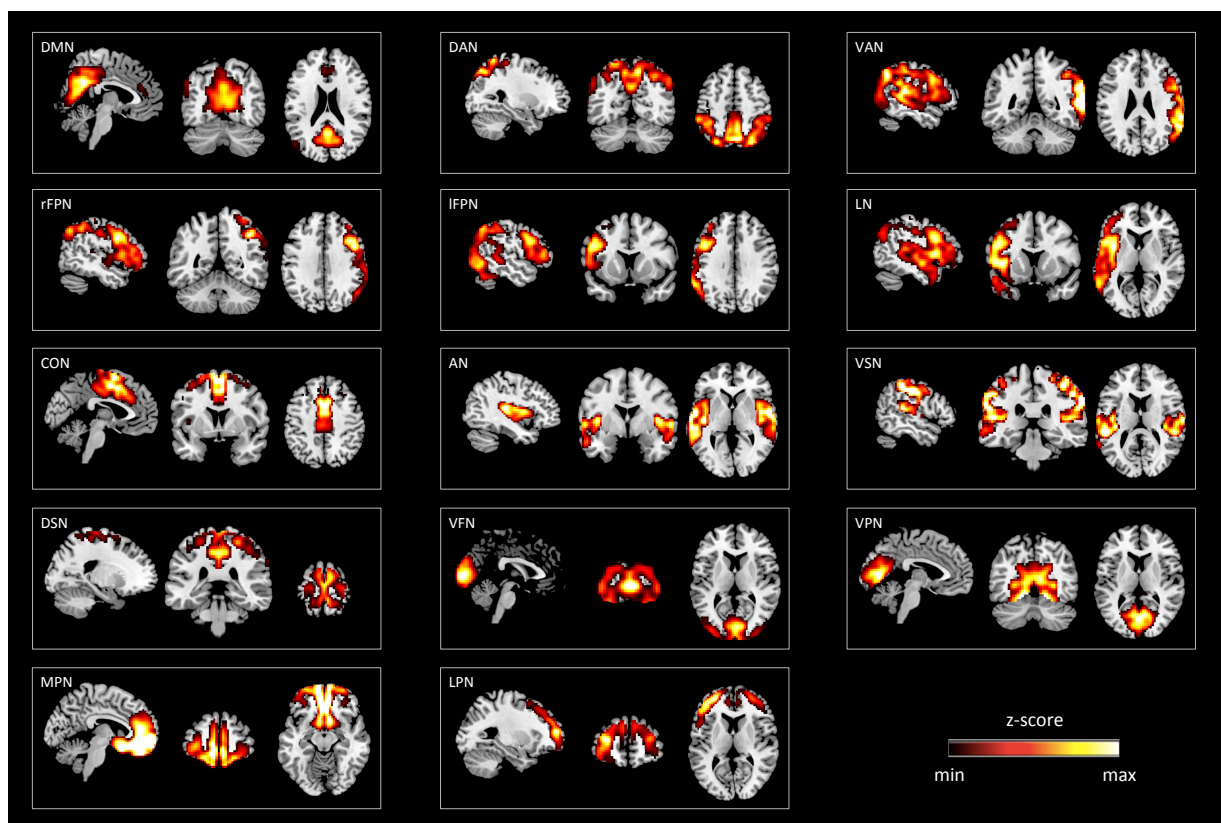 DMN
DAN
VAN
rFPN
lFPN
LN
CON
AN
VSN
DSN
VFN
VPN
MPN
LPN
z-score
min max